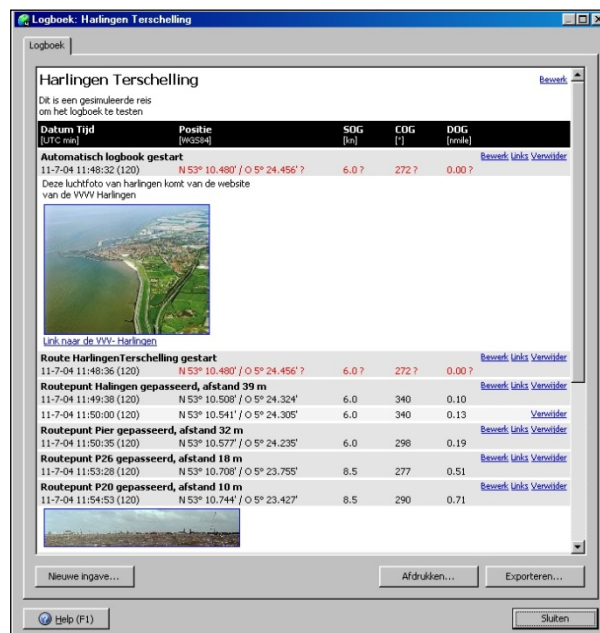 Logboek: Harlingen Terschelling
Logboek
Harlingen Terschelling Bewerk
Dit is een gesimuleerde reis
om het logboek te testen
Datum Tijd Positie SOG COG DOG
[UTC min] [WGS84] [kn] [°] [nmile]
Automatisch logbook gestart Bewerk Links Verwijder
11-7-04 11:48:32 (120) N 53° 10.480' / O 5° 24.456' ? 6.0 ? 272 ? 0.00 ?
Deze luchtfoto van harlingen komt van de website
van de VVVV Harlingen
Link naar de VVV- Harlingen
Route HarlingenTerschelling gestart Bewerk Links Verwijder
11-7-04 11:48:36 (120) N 53° 10.480' / O 5° 24.456' ? 6.0 ? 272 ? 0.00 ?
Routepunt Halingen gepasseerd, afstand 39 m Bewerk Links Verwijder
11-7-04 11:49:38 (120) N 53° 10.508' / O 5° 24.324' 6.0 340 0.10
11-7-04 11:50:00 (120) N 53° 10.541' / O 5° 24.305' 6.0 340 0.13 Verwijder
Routepunt Pier gepasseerd, afstand 32 m Bewerk Links Verwijder
11-7-04 11:50:35 (120) N 53° 10.577' / O 5° 24.235' 6.0 298 0.19
Routepunt P26 gepasseerd, afstand 18 m Bewerk Links Verwijder
11-7-04 11:53:28 (120) N 53° 10.708' / O 5° 23.755' 8.5 277 0.51
Routepunt P20 gepasseerd, afstand 10 m Bewerk Links Verwijder
11-7-04 11:54:53 (120) N 53° 10.744' / O 5° 23.427' 8.5 290 0.71
Nieuwe ingave... Afdrukken... Exporteren...
Help (F1) Sluiten